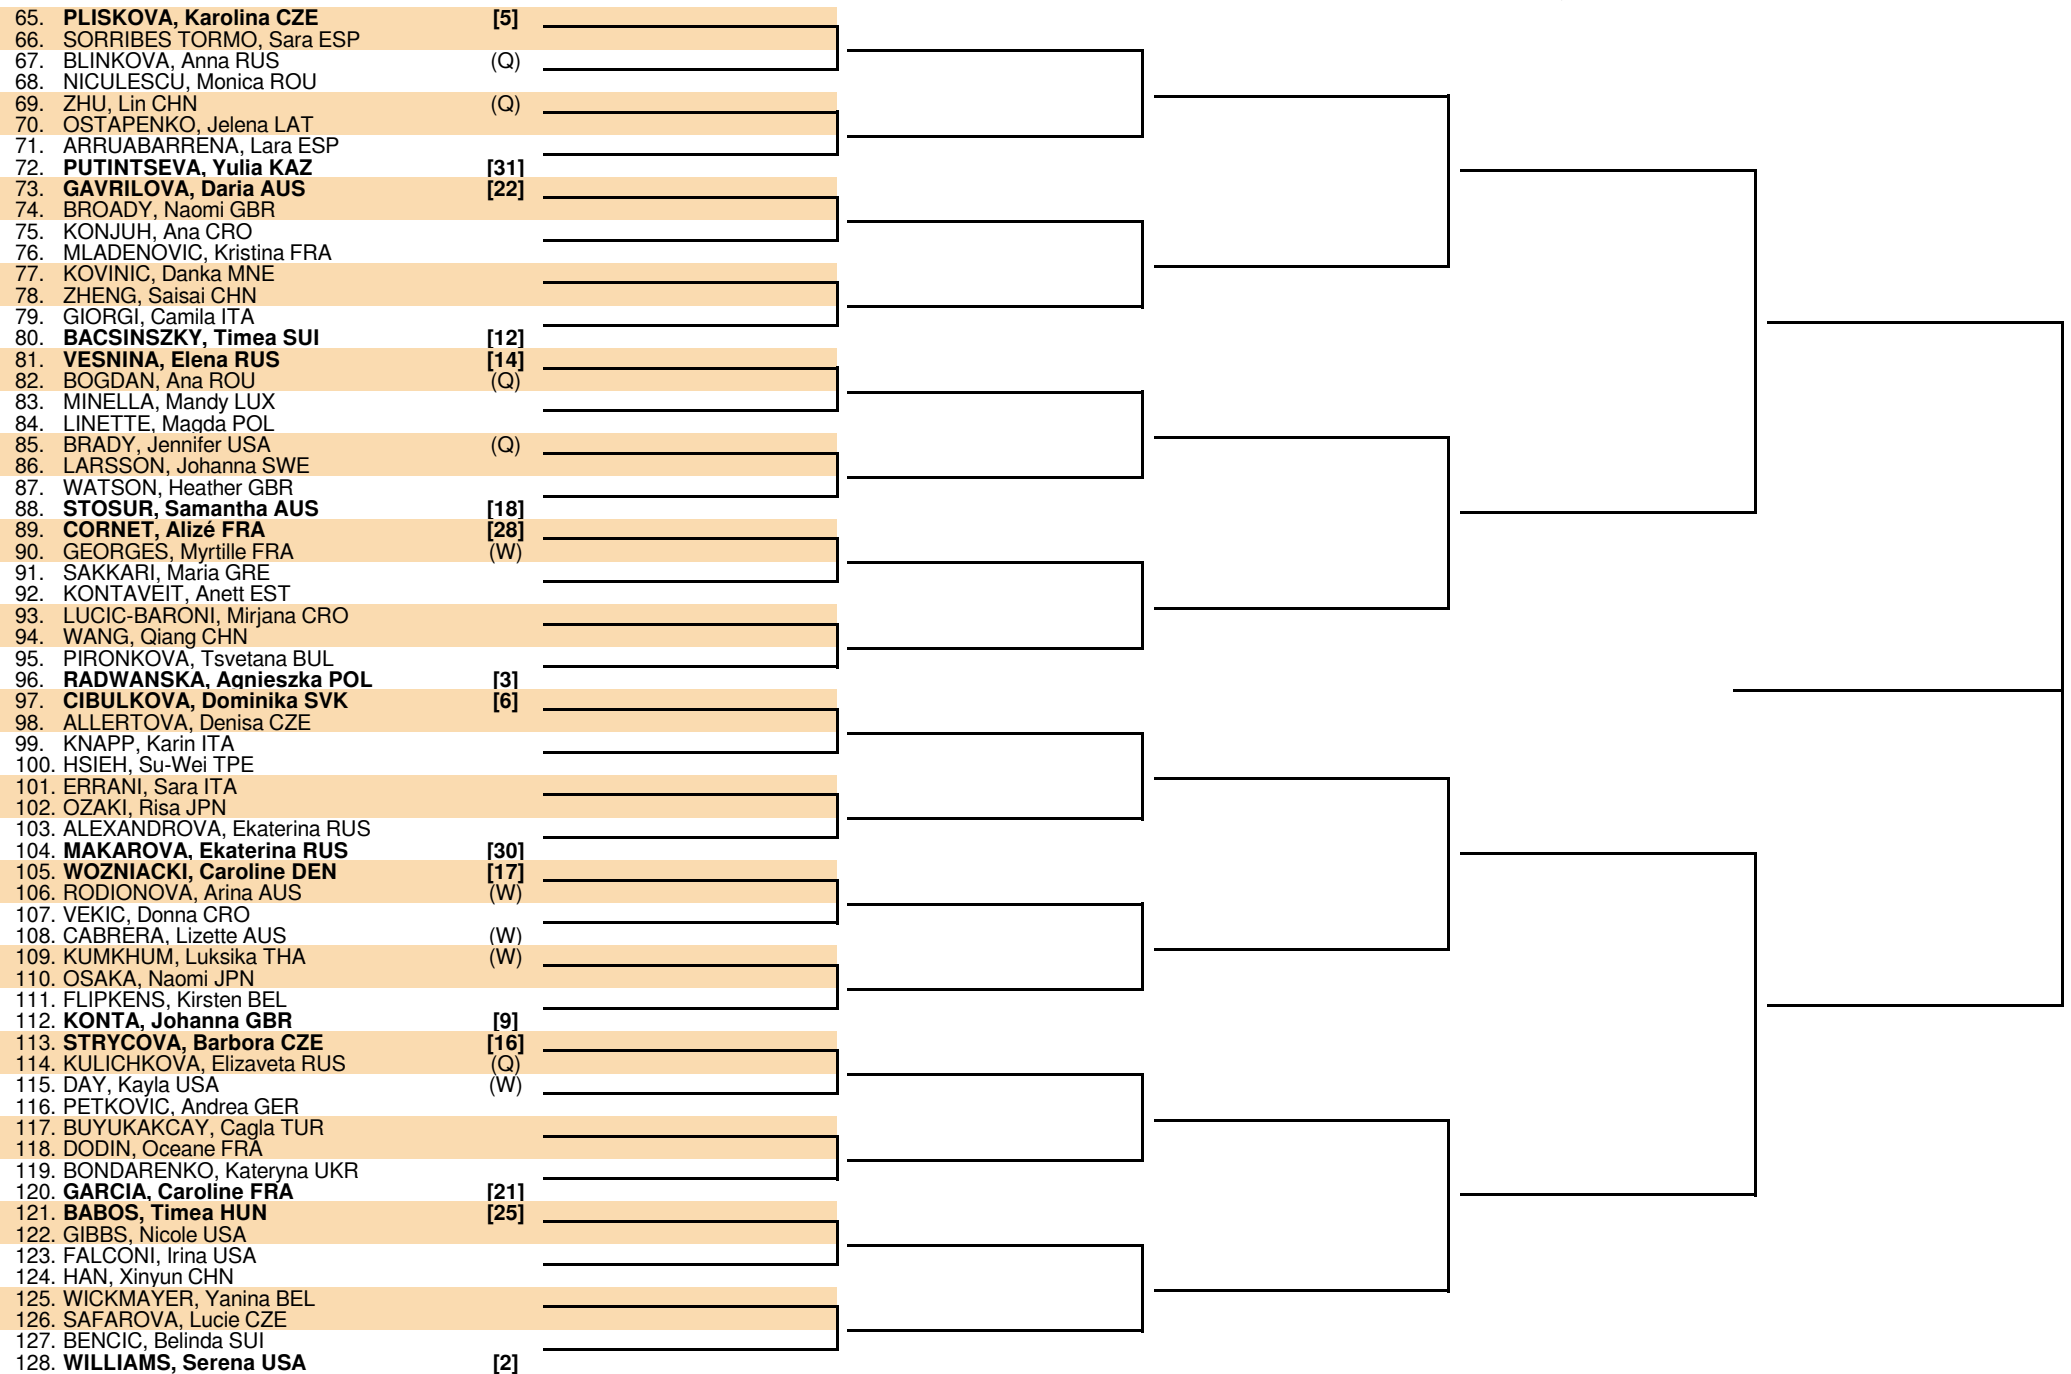 65. PLISKOVA, Karolina CZE [5]
66. SORRIBES TORMO, Sara ESP
67. BLINKOVA, Anna RUS (Q)
68. NICULESCU, Monica ROU
69. ZHU, Lin CHN (Q)
70. OSTAPENKO, Jelena LAT
71. ARRUABARRENA, Lara ESP
72. PUTINTSEVA, Yulia KAZ [31]
73. GAVRILOVA, Daria AUS [22]
74. BROADY, Naomi GBR
75. KONJUH, Ana CRO
76. MLADENOVIC, Kristina FRA
77. KOVINIC, Danka MNE
78. ZHENG, Saisai CHN
79. GIORGI, Camila ITA
80. BACSINSZKY, Timea SUI [12]
81. VESNINA, Elena RUS [14]
82. BOGDAN, Ana ROU (Q)
83. MINELLA, Mandy LUX
84. LINETTE, Magda POL
85. BRADY, Jennifer USA (Q)
86. LARSSON, Johanna SWE
87. WATSON, Heather GBR
88. STOSUR, Samantha AUS [18]
89. CORNET, Alizé FRA [28]
90. GEORGES, Myrtille FRA (W)
91. SAKKARI, Maria GRE
92. KONTAVEIT, Anett EST
93. LUCIC-BARONI, Mirjana CRO
94. WANG, Qiang CHN
95. PIRONKOVA, Tsvetana BUL
96. RADWANSKA, Agnieszka POL [3]
97. CIBULKOVA, Dominika SVK [6]
98. ALLERTOVA, Denisa CZE
99. KNAPP, Karin ITA
100. HSIEH, Su-Wei TPE
101. ERRANI, Sara ITA
102. OZAKI, Risa JPN
103. ALEXANDROVA, Ekaterina RUS
104. MAKAROVA, Ekaterina RUS [30]
105. WOZNIACKI, Caroline DEN [17]
106. RODIONOVA, Arina AUS (W)
107. VEKIC, Donna CRO
108. CABRERA, Lizette AUS (W)
109. KUMKHUM, Luksika THA (W)
110. OSAKA, Naomi JPN
111. FLIPKENS, Kirsten BEL
112. KONTA, Johanna GBR [9]
113. STRYCOVA, Barbora CZE [16]
114. KULICHKOVA, Elizaveta RUS (Q)
115. DAY, Kayla USA (W)
116. PETKOVIC, Andrea GER
117. BUYUKAKCAY, Cagla TUR
118. DODIN, Oceane FRA
119. BONDARENKO, Kateryna UKR
120. GARCIA, Caroline FRA [21]
121. BABOS, Timea HUN [25]
122. GIBBS, Nicole USA
123. FALCONI, Irina USA
124. HAN, Xinyun CHN
125. WICKMAYER, Yanina BEL
126. SAFAROVA, Lucie CZE
127. BENCIC, Belinda SUI
128. WILLIAMS, Serena USA [2]